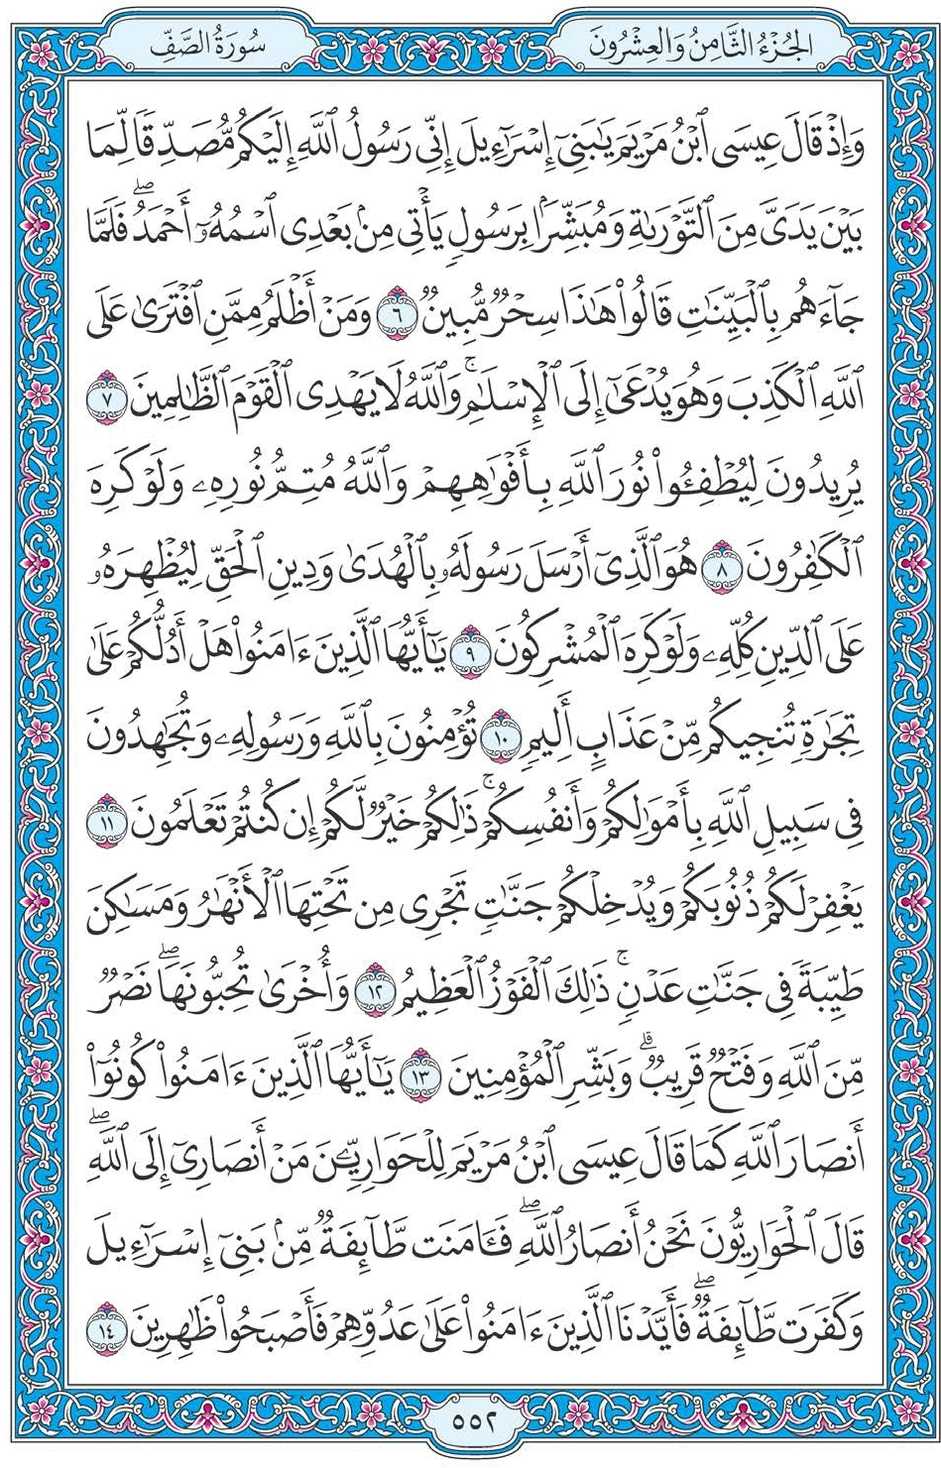 سُورَةُ الصَّفِّ
الجُزْءُ الثَّامِنُ وَالعِشْرُونَ
وَإِذْ قَالَ عِيسَى ٱبْنُ مَرْيَمَ يَٰبَنِىٓ إِسْرَٰٓءِيلَ إِنِّى رَسُولُ ٱللَّهِ إِلَيْكُم مُّصَدِّقًا لِّمَا
بَيْنَ يَدَىَّ مِنَ ٱلتَّوْرَىٰةِ وَمُبَشِّرًۢا بِرَسُولٍ يَأْتِى مِنۢ بَعْدِى ٱسْمُهُۥٓ أَحْمَدُ ۖ فَلَمَّا
جَآءَهُم بِٱلْبَيِّنَٰتِ قَالُوا۟ هَٰذَا سِحْرٌ مُّبِينٌ ٦ وَمَنْ أَظْلَمُ مِمَّنِ ٱفْتَرَىٰ عَلَى
ٱللَّهِ ٱلْكَذِبَ وَهُوَ يُدْعَىٰٓ إِلَى ٱلْإِسْلَٰمِ ۚ وَٱللَّهُ لَا يَهْدِى ٱلْقَوْمَ ٱلظَّٰلِمِينَ ٧
يُرِيدُونَ لِيُطْفِـُٔوا۟ نُورَ ٱللَّهِ بِأَفْوَٰهِهِمْ وَٱللَّهُ مُتِمُّ نُورِهِۦ وَلَوْ كَرِهَ
ٱلْكَٰفِرُونَ ٨ هُوَ ٱلَّذِىٓ أَرْسَلَ رَسُولَهُۥ بِٱلْهُدَىٰ وَدِينِ ٱلْحَقِّ لِيُظْهِرَهُۥ
عَلَى ٱلدِّينِ كُلِّهِۦ وَلَوْ كَرِهَ ٱلْمُشْرِكُونَ ٩ يَٰٓأَيُّهَا ٱلَّذِينَ ءَامَنُوا۟ هَلْ أَدُلُّكُمْ عَلَىٰ
تِجَٰرَةٍ تُنجِيكُم مِّنْ عَذَابٍ أَلِيمٍ ١٠ تُؤْمِنُونَ بِٱللَّهِ وَرَسُولِهِۦ وَتُجَٰهِدُونَ
فِى سَبِيلِ ٱللَّهِ بِأَمْوَٰلِكُمْ وَأَنفُسِكُمْ ۚ ذَٰلِكُمْ خَيْرٌ لَّكُمْ إِن كُنتُمْ تَعْلَمُونَ ١١
يَغْفِرْ لَكُمْ ذُنُوبَكُمْ وَيُدْخِلْكُمْ جَنَّٰتٍ تَجْرِى مِن تَحْتِهَا ٱلْأَنْهَٰرُ وَمَسَٰكِنَ
طَيِّبَةً فِى جَنَّٰتِ عَدْنٍ ۚ ذَٰلِكَ ٱلْفَوْزُ ٱلْعَظِيمُ ١٢ وَأُخْرَىٰ تُحِبُّونَهَا ۖ نَصْرٌ
مِّنَ ٱللَّهِ وَفَتْحٌ قَرِيبٌ ۗ وَبَشِّرِ ٱلْمُؤْمِنِينَ ١٣ يَٰٓأَيُّهَا ٱلَّذِينَ ءَامَنُوا۟ كُونُوٓا۟
أَنصَارَ ٱللَّهِ كَمَا قَالَ عِيسَى ٱبْنُ مَرْيَمَ لِلْحَوَارِيِّـۧنَ مَنْ أَنصَارِىٓ إِلَى ٱللَّهِ ۖ
قَالَ ٱلْحَوَارِيُّونَ نَحْنُ أَنصَارُ ٱللَّهِ ۖ فَـَٔامَنَت طَّآئِفَةٌ مِّنۢ بَنِىٓ إِسْرَٰٓءِيلَ
وَكَفَرَت طَّآئِفَةٌ ۖ فَأَيَّدْنَا ٱلَّذِينَ ءَامَنُوا۟ عَلَىٰ عَدُوِّهِمْ فَأَصْبَحُوا۟ ظَٰهِرِينَ ١٤
٥٥٢